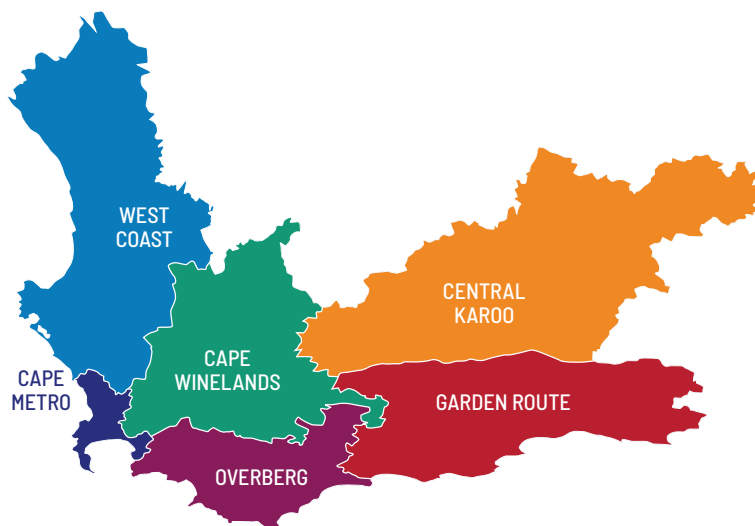 WEST
COAST
CENTRAL
KAROO
CAPE
WINELANDS
CAPE
METRO
GARDEN ROUTE
OVERBERG